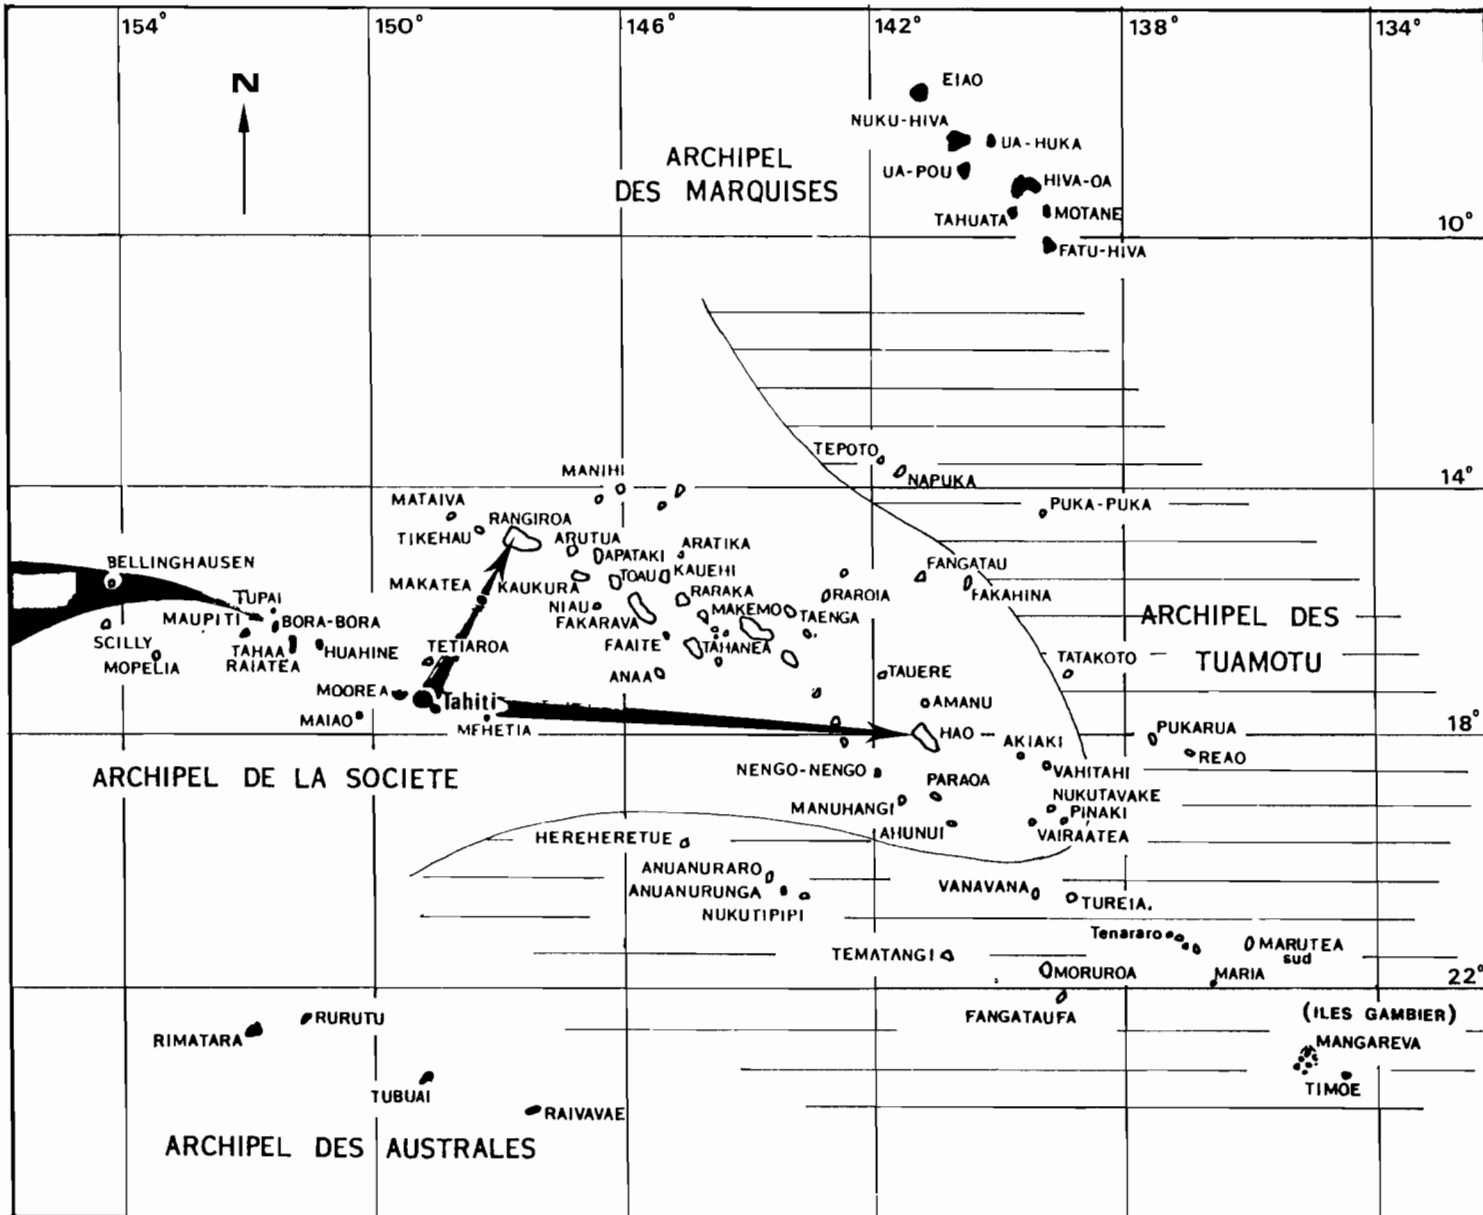 154°
150°
146°
142°
138°
134°
N
EIAO
NUKU-HIVA
UA-HUKA
ARCHIPEL
DES MARQUISES
UA-POU
HIVA-OA
TAHUATA
MOTANE
10°
FATU-HIVA
TEPOTO
NAPUKA
MANIHI
14°
MATAIVA
PUKA-PUKA
RANGIROA
TIKEHAU
ARUTUA
APATAKI
ARATIKA
BELLINGHAUSEN
FANGATAU
MAKATEA
KAUKURA
TOAU
KAUEHI
FAKAHINA
TUPAI
RARAKA
RAROIA
NIAU
MAKEMO
MAUPITI
BORA-BORA
FAKARAVA
TAENGA
ARCHIPEL DES
TUAMOTU
SCILLY
TAHAA
RAIATEA
HUAHINE
TETIAROA
FAAITE
TAHANEA
MOPELIA
TATAKOTO
ANAA
TAUERE
MOOREA
Tahiti
AMANU
MAIAO
MEHETIA
HAO
PUKARUA
18°
AKIAKI
REAO
ARCHIPEL DE LA SOCIETE
NENGO-NENGO
VAHITAHI
PARAOA
NUKUTAVAKE
MANUHANGI
PINAKI
AHUNUI
VAIRAATEA
HEREHERETUE
ANUANURARO
ANUANURUNGA
VANAVANA
TUREIA.
NUKUTIPIPI
Tenararo
MARUTEA
sud
TEMATANGI
MORUROA
MARIA
22°
FANGATAUFA
(ILES GAMBIER)
RURUTU
RIMATARA
MANGAREVA
TIMOE
TUBUAI
RAIVAVAE
ARCHIPEL DES AUSTRALES